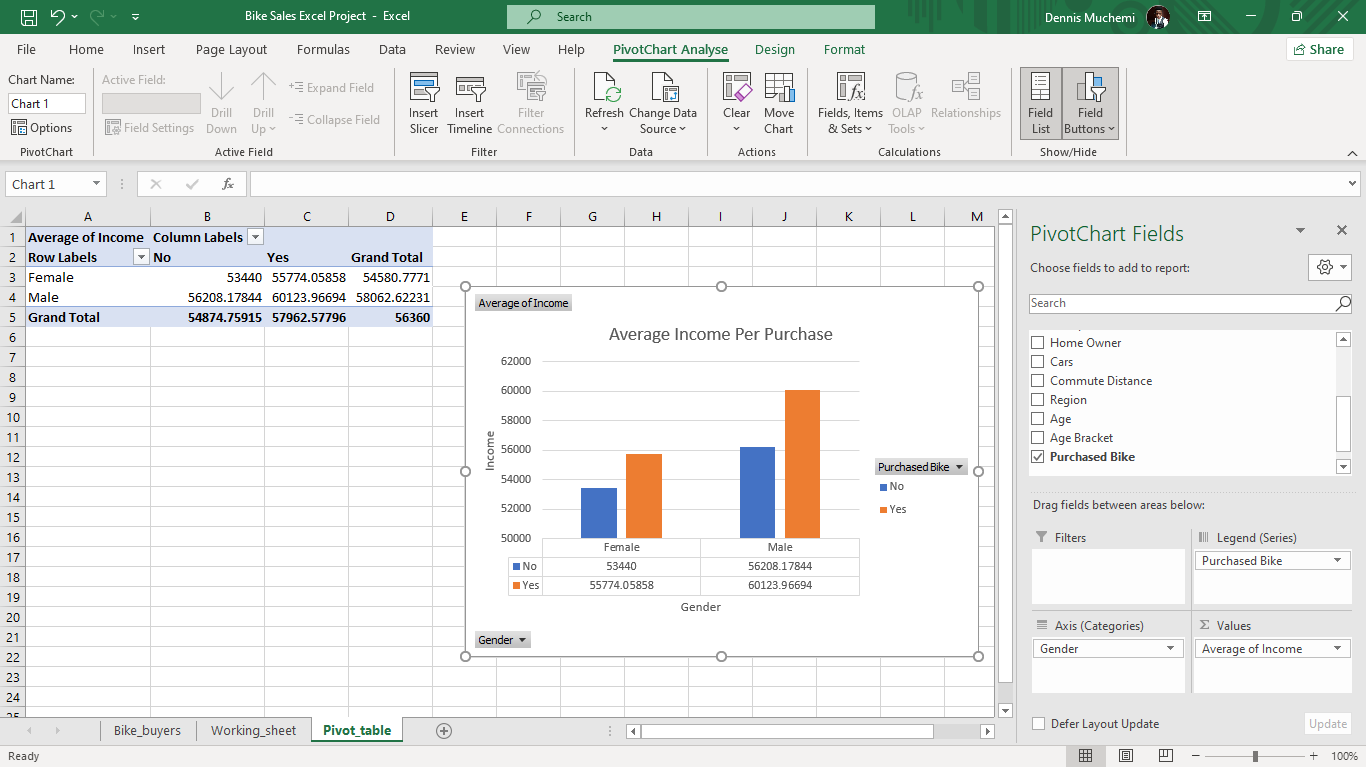 Bike Sales Excel Project - Excel
Search
Dennis Muchemi
File Home Insert Page Layout Formulas Data Review View Help PivotChart Analyse Design Format Share
Chart Name:
Chart 1
Options
PivotChart
Active Field:
Field Settings
Drill Down
Drill Up
Expand Field
Collapse Field
Active Field
Insert Slicer
Insert Timeline
Filter Connections
Filter
Refresh
Change Data Source
Data
Clear
Move Chart
Actions
Fields, Items & Sets
OLAP Tools
Relationships
Calculations
Field List
Field Buttons
Show/Hide
Chart 1
fx
A B C D E F G H I J K L M
1 Average of Income Column Labels
2 Row Labels No Yes Grand Total
3 Female 53440 55774.05858 54580.7771
4 Male 56208.17844 60123.96694 58062.62231
5 Grand Total 54874.75915 57962.57796 56360
6
7
8
9
10
11
12
13
14
15
16
17
18
19
20
21
22
23
24
25
Average of Income
Average Income Per Purchase
62000
60000
58000
56000
54000
52000
50000
Income
Female Male
No 53440 56208.17844
Yes 55774.05858 60123.96694
Gender
Purchased Bike
No
Yes
Gender
PivotChart Fields
Choose fields to add to report:
Search
Home Owner
Cars
Commute Distance
Region
Age
Age Bracket
Purchased Bike
Drag fields between areas below:
Filters
Legend (Series)
Purchased Bike
Axis (Categories)
Gender
Σ Values
Average of Income
Defer Layout Update
Update
Bike_buyers Working_sheet Pivot_table
Ready
100%